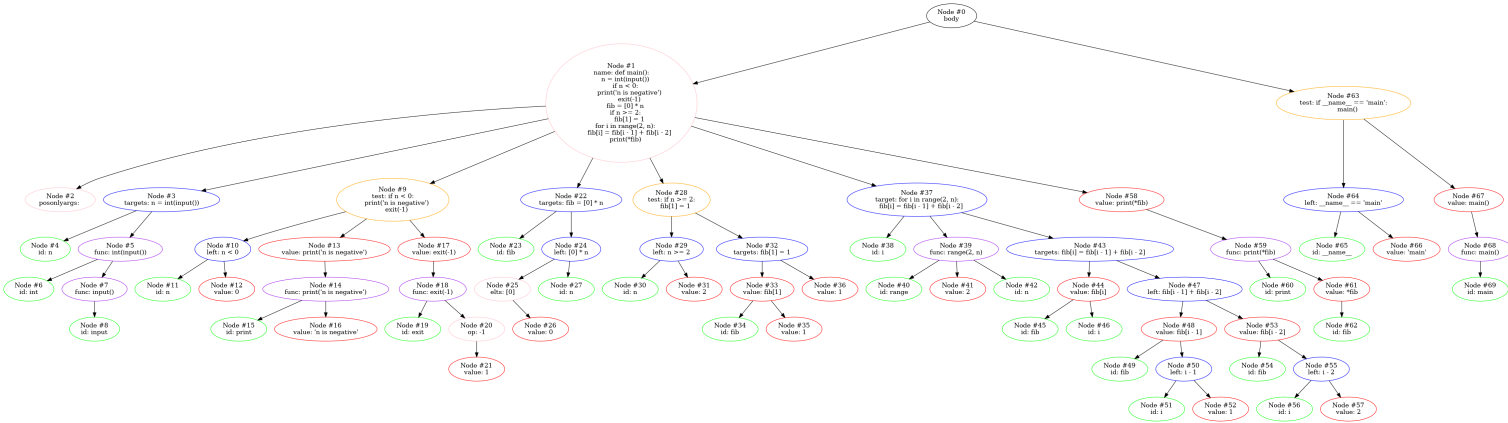 Node #0
body
Node #1
name: def main():
n = int(input())
if n < 0:
print('n is negative')
exit(-1)
fib = [0] * n
if n >= 2:
fib[1] = 1
for i in range(2, n):
fib[i] = fib[i - 1] + fib[i - 2]
print(*fib)
Node #63
test: if __name__ == 'main':
main()
Node #2
posonlyargs:
Node #3
targets: n = int(input())
Node #9
test: if n < 0:
print('n is negative')
exit(-1)
Node #22
targets: fib = [0] * n
Node #28
test: if n >= 2:
fib[1] = 1
Node #37
target: for i in range(2, n):
fib[i] = fib[i - 1] + fib[i - 2]
Node #58
value: print(*fib)
Node #64
left: __name__ == 'main'
Node #67
value: main()
Node #4
id: n
Node #5
func: int(input())
Node #10
left: n < 0
Node #13
value: print('n is negative')
Node #17
value: exit(-1)
Node #23
id: fib
Node #24
left: [0] * n
Node #29
left: n >= 2
Node #32
targets: fib[1] = 1
Node #38
id: i
Node #39
func: range(2, n)
Node #43
targets: fib[i] = fib[i - 1] + fib[i - 2]
Node #59
func: print(*fib)
Node #65
id: __name__
Node #66
value: 'main'
Node #68
func: main()
Node #6
id: int
Node #7
func: input()
Node #11
id: n
Node #12
value: 0
Node #14
func: print('n is negative')
Node #18
func: exit(-1)
Node #25
elts: [0]
Node #27
id: n
Node #30
id: n
Node #31
value: 2
Node #33
value: fib[1]
Node #36
value: 1
Node #40
id: range
Node #41
value: 2
Node #42
id: n
Node #44
value: fib[i]
Node #47
left: fib[i - 1] + fib[i - 2]
Node #60
id: print
Node #61
value: *fib
Node #69
id: main
Node #8
id: input
Node #15
id: print
Node #16
value: 'n is negative'
Node #19
id: exit
Node #20
op: -1
Node #26
value: 0
Node #34
id: fib
Node #35
value: 1
Node #45
id: fib
Node #46
id: i
Node #48
value: fib[i - 1]
Node #53
value: fib[i - 2]
Node #62
id: fib
Node #21
value: 1
Node #49
id: fib
Node #50
left: i - 1
Node #54
id: fib
Node #55
left: i - 2
Node #51
id: i
Node #52
value: 1
Node #56
id: i
Node #57
value: 2